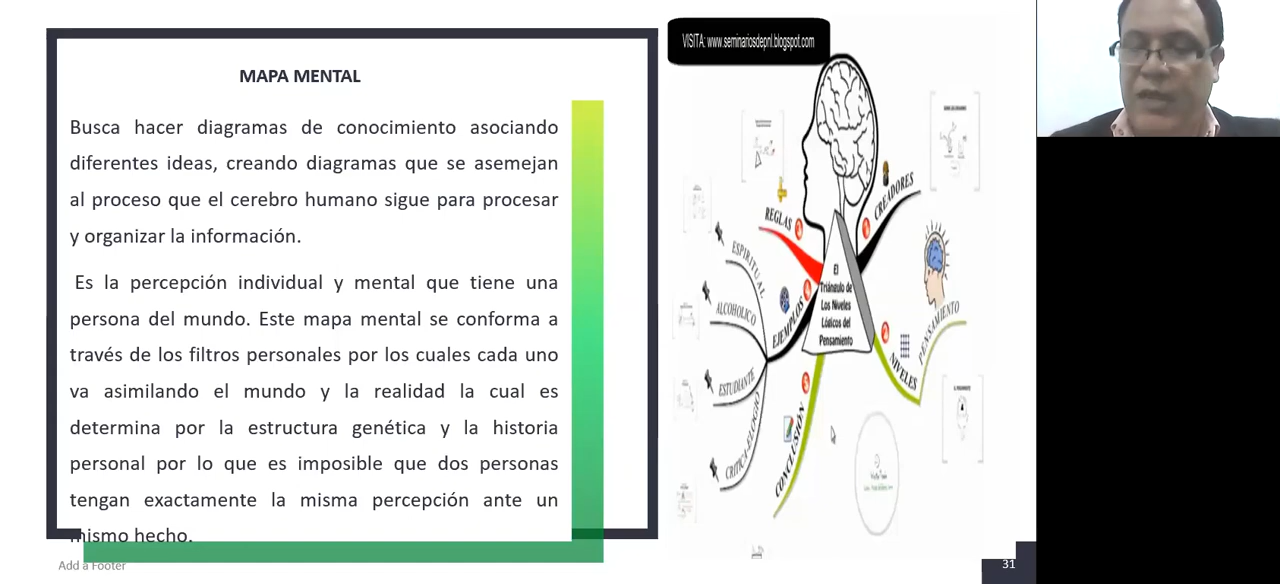 MAPA MENTAL
Busca hacer diagramas de conocimiento asociando
diferentes ideas, creando diagramas que se asemejan
al proceso que el cerebro humano sigue para procesar
y organizar la información.
Es la percepción individual y mental que tiene una
persona del mundo. Este mapa mental se conforma a
través de los filtros personales por los cuales cada uno
va asimilando el mundo y la realidad la cual es
determina por la estructura genética y la historia
personal por lo que es imposible que dos personas
tengan exactamente la misma percepción ante un
mismo hecho.
Add a Footer
VISITA: www.seminariosdepnl.blogspot.com
CREADORES
REGLAS
ESPIRITUAL
ALCOHOLICO
EJEMPLOS
ESTUDIANTE
CRITICA-ELOGIO
CONCLUSIÓN
El
Triángulo de
Los Niveles
Lógicos del
Pensamiento
NIVELES
PENSAMIENTO
31